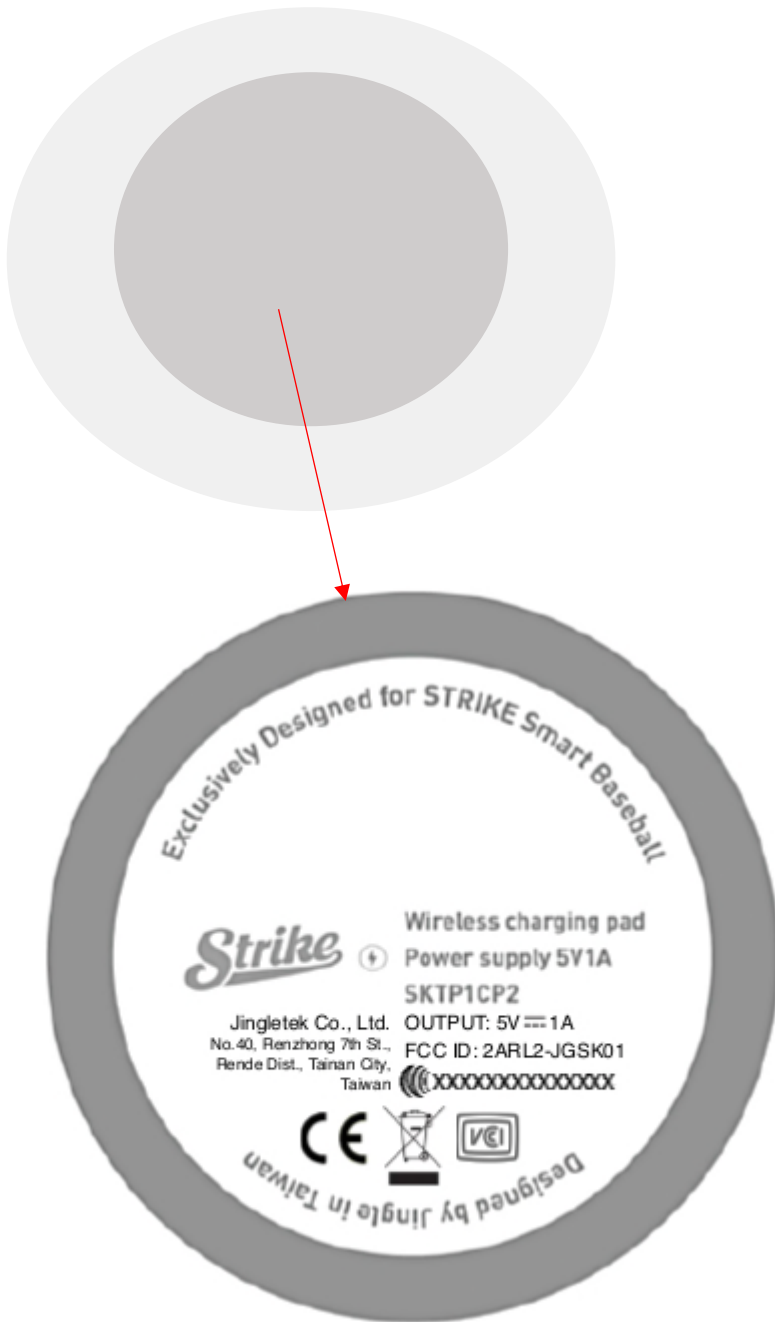 Exclusively Designed for STRIKE Smart Baseball
Strike
Wireless charging pad
Power supply 5V1A
SKTP1CP2
Jingletek Co., Ltd.
No.40, Renzhong 7th St.,
Rende Dist., Tainan City,
Taiwan
OUTPUT: 5V⎓1A
FCC ID: 2ARL2-JGSK01
XXXXXXXXXXXXXX
CE
VCI
Designed by Jingle in Taiwan